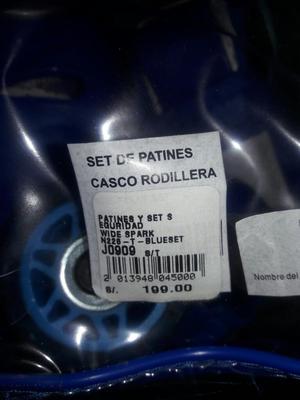 SET DE PATINES
CASCO RODILLERA
PATINES Y SET S
EGURIDAD
WIDE SPARK
N226-T-BLUESET
J0909 S/T
2 013948 045000
S/. 199.00
Nombre del